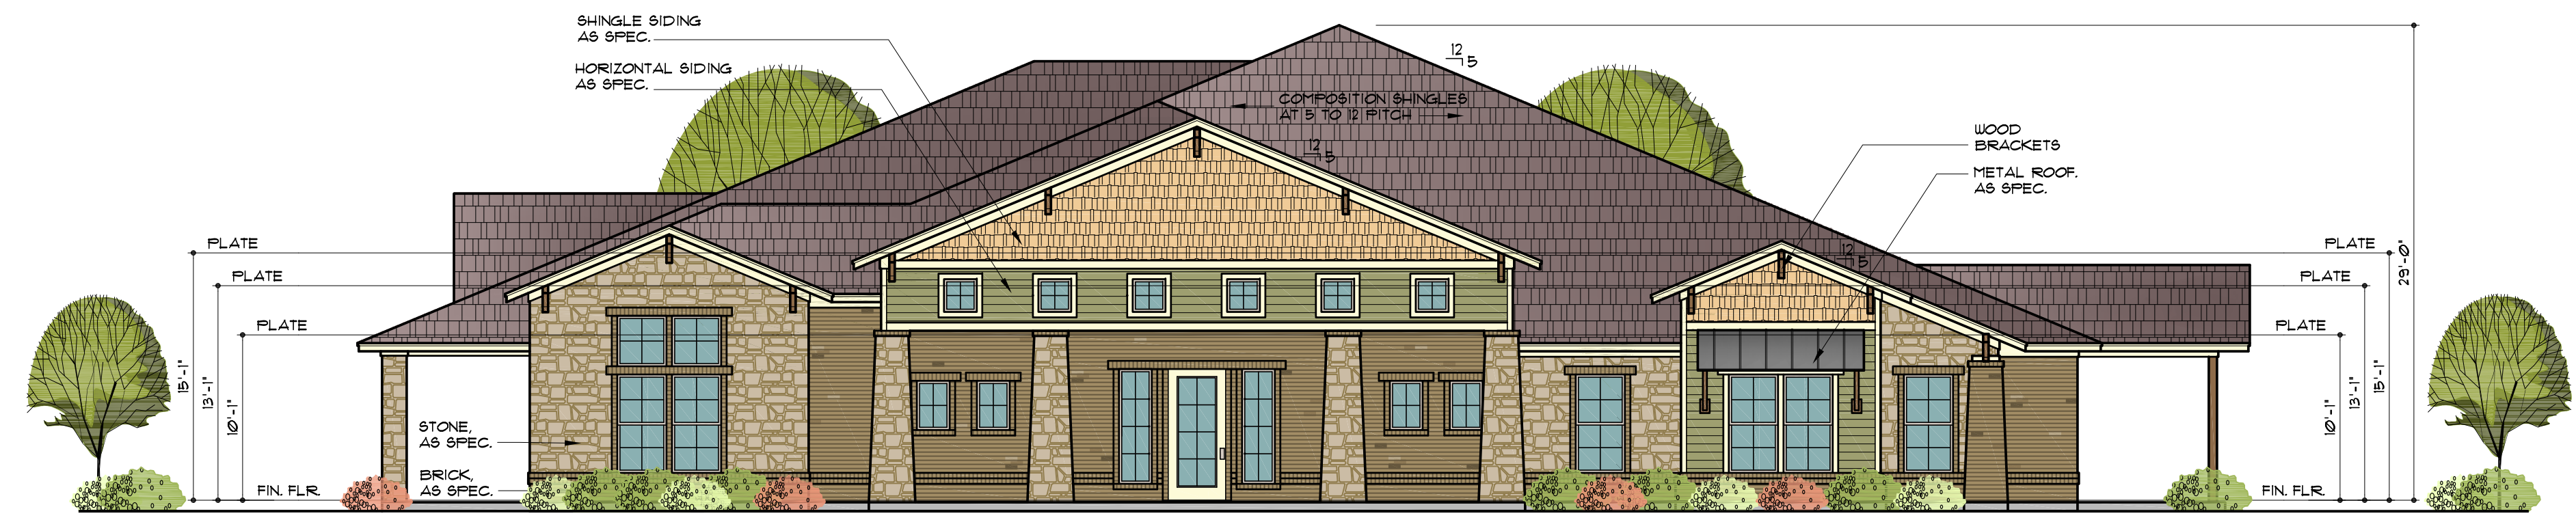 SHINGLE SIDING
AS SPEC.
HORIZONTAL SIDING
AS SPEC.
12
5
COMPOSITION SHINGLES
AT 5 TO 12 PITCH
12
5
WOOD
BRACKETS
METAL ROOF.
AS SPEC.
12
5
PLATE
PLATE
PLATE
15'-1"
13'-1"
10'-1"
STONE,
AS SPEC.
BRICK,
AS SPEC.
FIN. FLR.
PLATE
PLATE
PLATE
29'-0"
10'-1"
13'-1"
15'-1"
FIN. FLR.